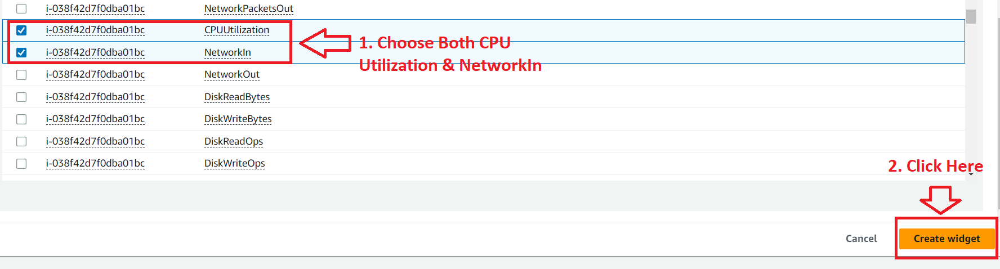 i-038f42d7f0dba01bc NetworkPacketsOut
i-038f42d7f0dba01bc CPUUtilization
i-038f42d7f0dba01bc NetworkIn
1. Choose Both CPU
Utilization & NetworkIn
i-038f42d7f0dba01bc NetworkOut
i-038f42d7f0dba01bc DiskReadBytes
i-038f42d7f0dba01bc DiskWriteBytes
i-038f42d7f0dba01bc DiskReadOps
i-038f42d7f0dba01bc DiskWriteOps
2. Click Here
Cancel
Create widget